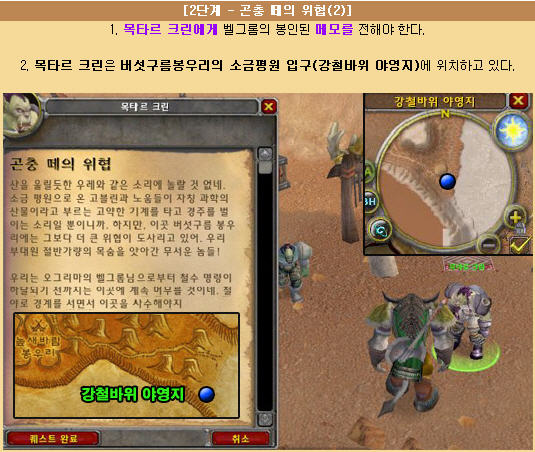 [2단계 - 곤충 떼의 위협(2)]
1. 목타르 크린에게 벨그롬의 봉인된 메모를 전해야 한다.
2. 목타르 크린은 버섯구름봉우리의 소금평원 입구(강철바위 야영지)에 위치하고 있다.
목타르 크린
곤충 떼의 위협
산을 울릴듯한 우레와 같은 소리에 놀랄 것 없네.
소금 평원으로 온 고블린과 노움들이 자칭 과학의
산물이라고 부르는 고약한 기계를 타고 경주를 벌
이는 소리일 뿐이니까. 하지만, 이곳 버섯구름 봉우
리에는 그보다 더 큰 위협이 도사리고 있어. 우리
부대원 절반가량의 목숨을 앗아간 무서운 놈들!
우리는 오그리마의 벨그롬님으로부터 철수 명령이
하달되기 전까지는 이곳에 계속 머무를 것이네. 절
야로 경계를 서면서 이곳을 사수해야지
높새바람
봉우리
강철바위 야영지
퀘스트 완료
취소
강철바위 야영지
N
A
BH